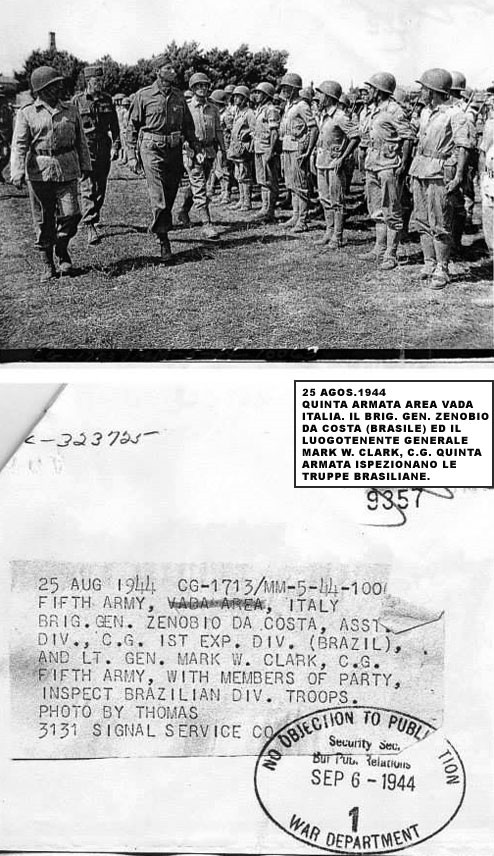 25 AGOS.1944
QUINTA ARMATA AREA VADA
ITALIA. IL BRIG. GEN. ZENOBIO
DA COSTA (BRASILE) ED IL
LUOGOTENENTE GENERALE
MARK W. CLARK, C.G. QUINTA
ARMATA ISPEZIONANO LE
TRUPPE BRASILIANE.
-323725
9357
25 AUG 1944 CG-1713/MM-5-44-100
FIFTH ARMY, VADA AREA, ITALY
BRIG.GEN. ZENOBIO DA COSTA, ASST.
DIV., C.G. 1ST EXP. DIV. (BRAZIL),
AND LT. GEN. MARK W. CLARK, C.G.
FIFTH ARMY, WITH MEMBERS OF PARTY,
INSPECT BRAZILIAN DIV. TROOPS.
PHOTO BY THOMAS
3131 SIGNAL SERVICE CO
NO OBJECTION TO PUBLI TION
Security Sec.
Bur Pub. Relations
SEP 6 - 1944
1
WAR DEPARTMENT